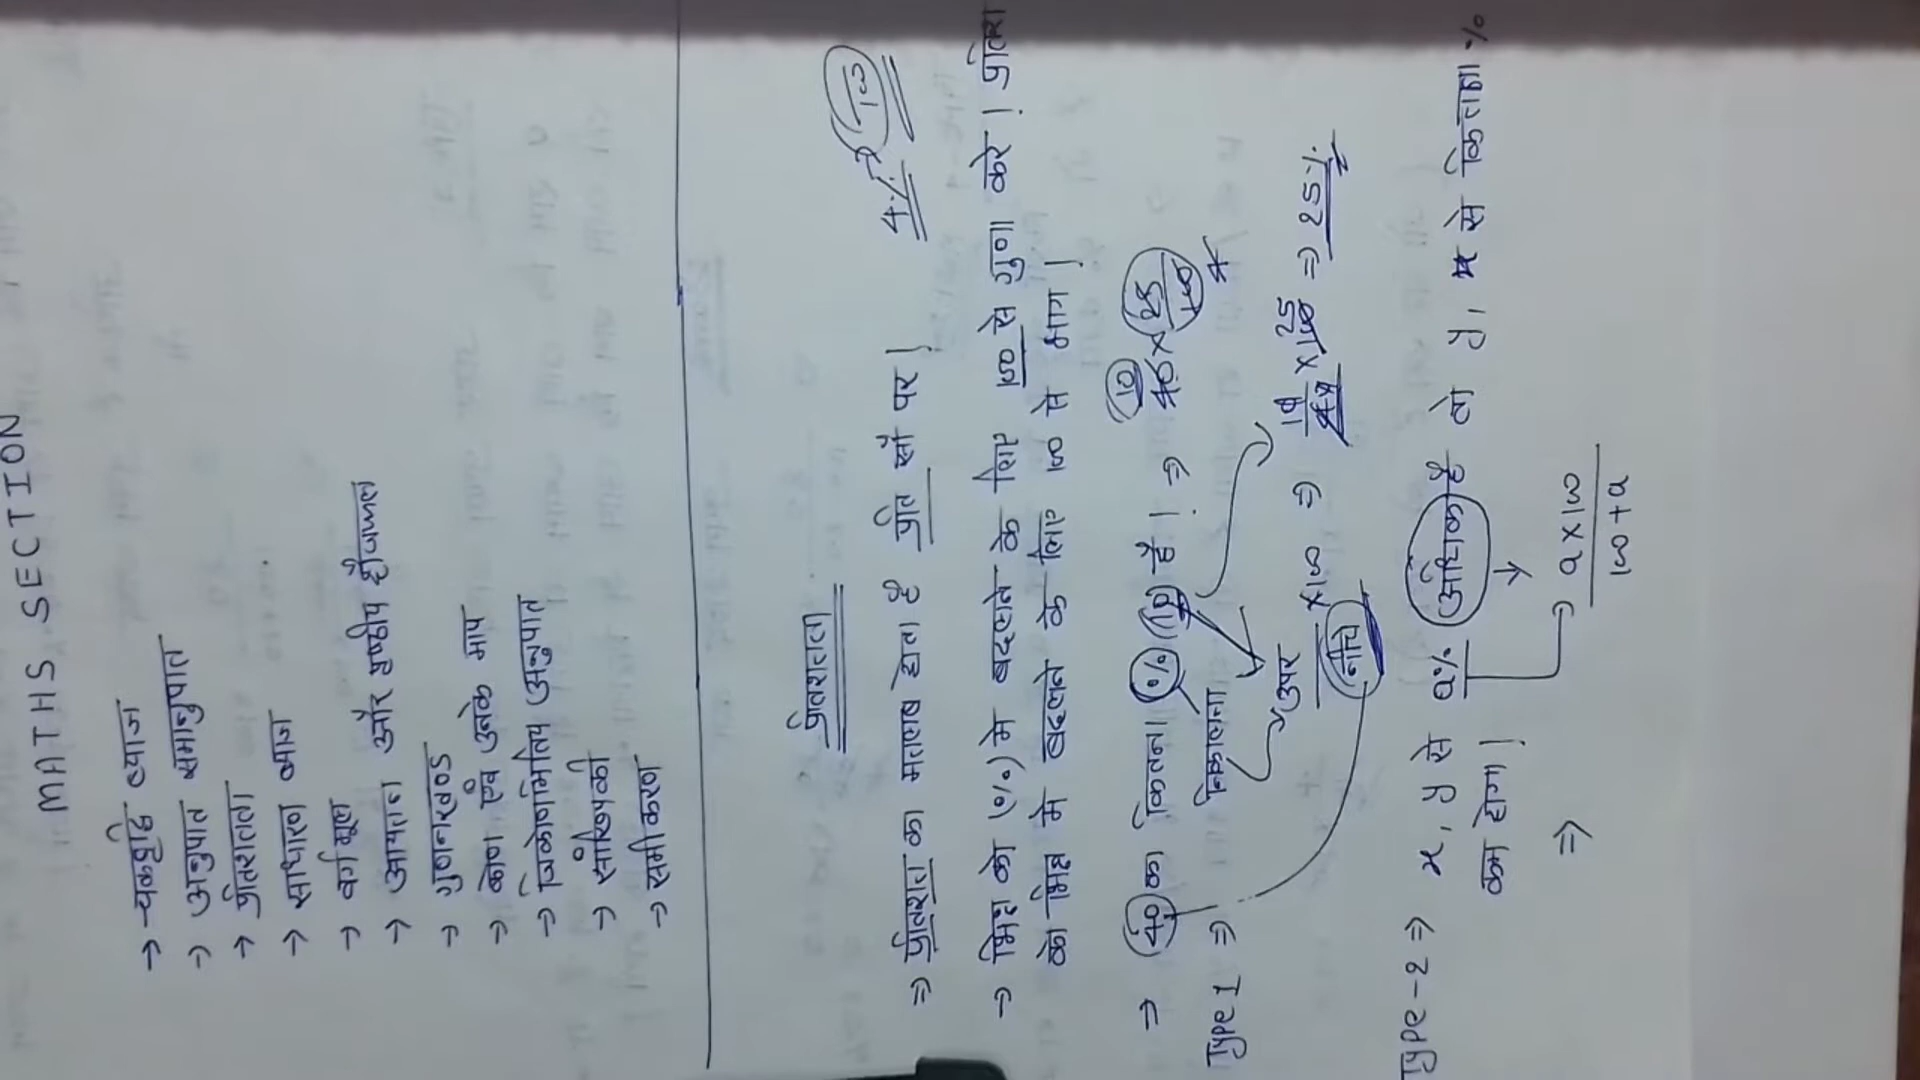 MATHS SECTION
→ चक्रवृद्धि ब्याज
→ अनुपात समानुपात
→ प्रतिशतता
→ साधारण ब्याज
→ वर्गमूल
→ आयतन और पृष्ठीय क्षेत्रफल
→ गुणनखण्ड
→ कोण एवं उनके माप
→ त्रिकोणमितिय अनुपात
→ सांख्यिकी
→ समीकरण
प्रतिशतता
⇒ प्रतिशत का मतलब होता है प्रति सौ पर | 4% → 4/100
→ भिन्न को (%) में बदलने के लिए 100 से गुणा करे | प्रतिशत
को भिन्न में बदलने के लिए 100 से भाग |
⇒ 40 का कितना % 10 है | ⇒ 40 × 25/100
Type 1 ⇒ निकालना
ऊपर/नीचे × 100 ⇒ 10/40 × 100 ⇒ 25%
Type-2 ⇒ x, y से a% अधिक है तो y, x से कितना %
कम होगा |
⇒ a × 100 / 100 + a